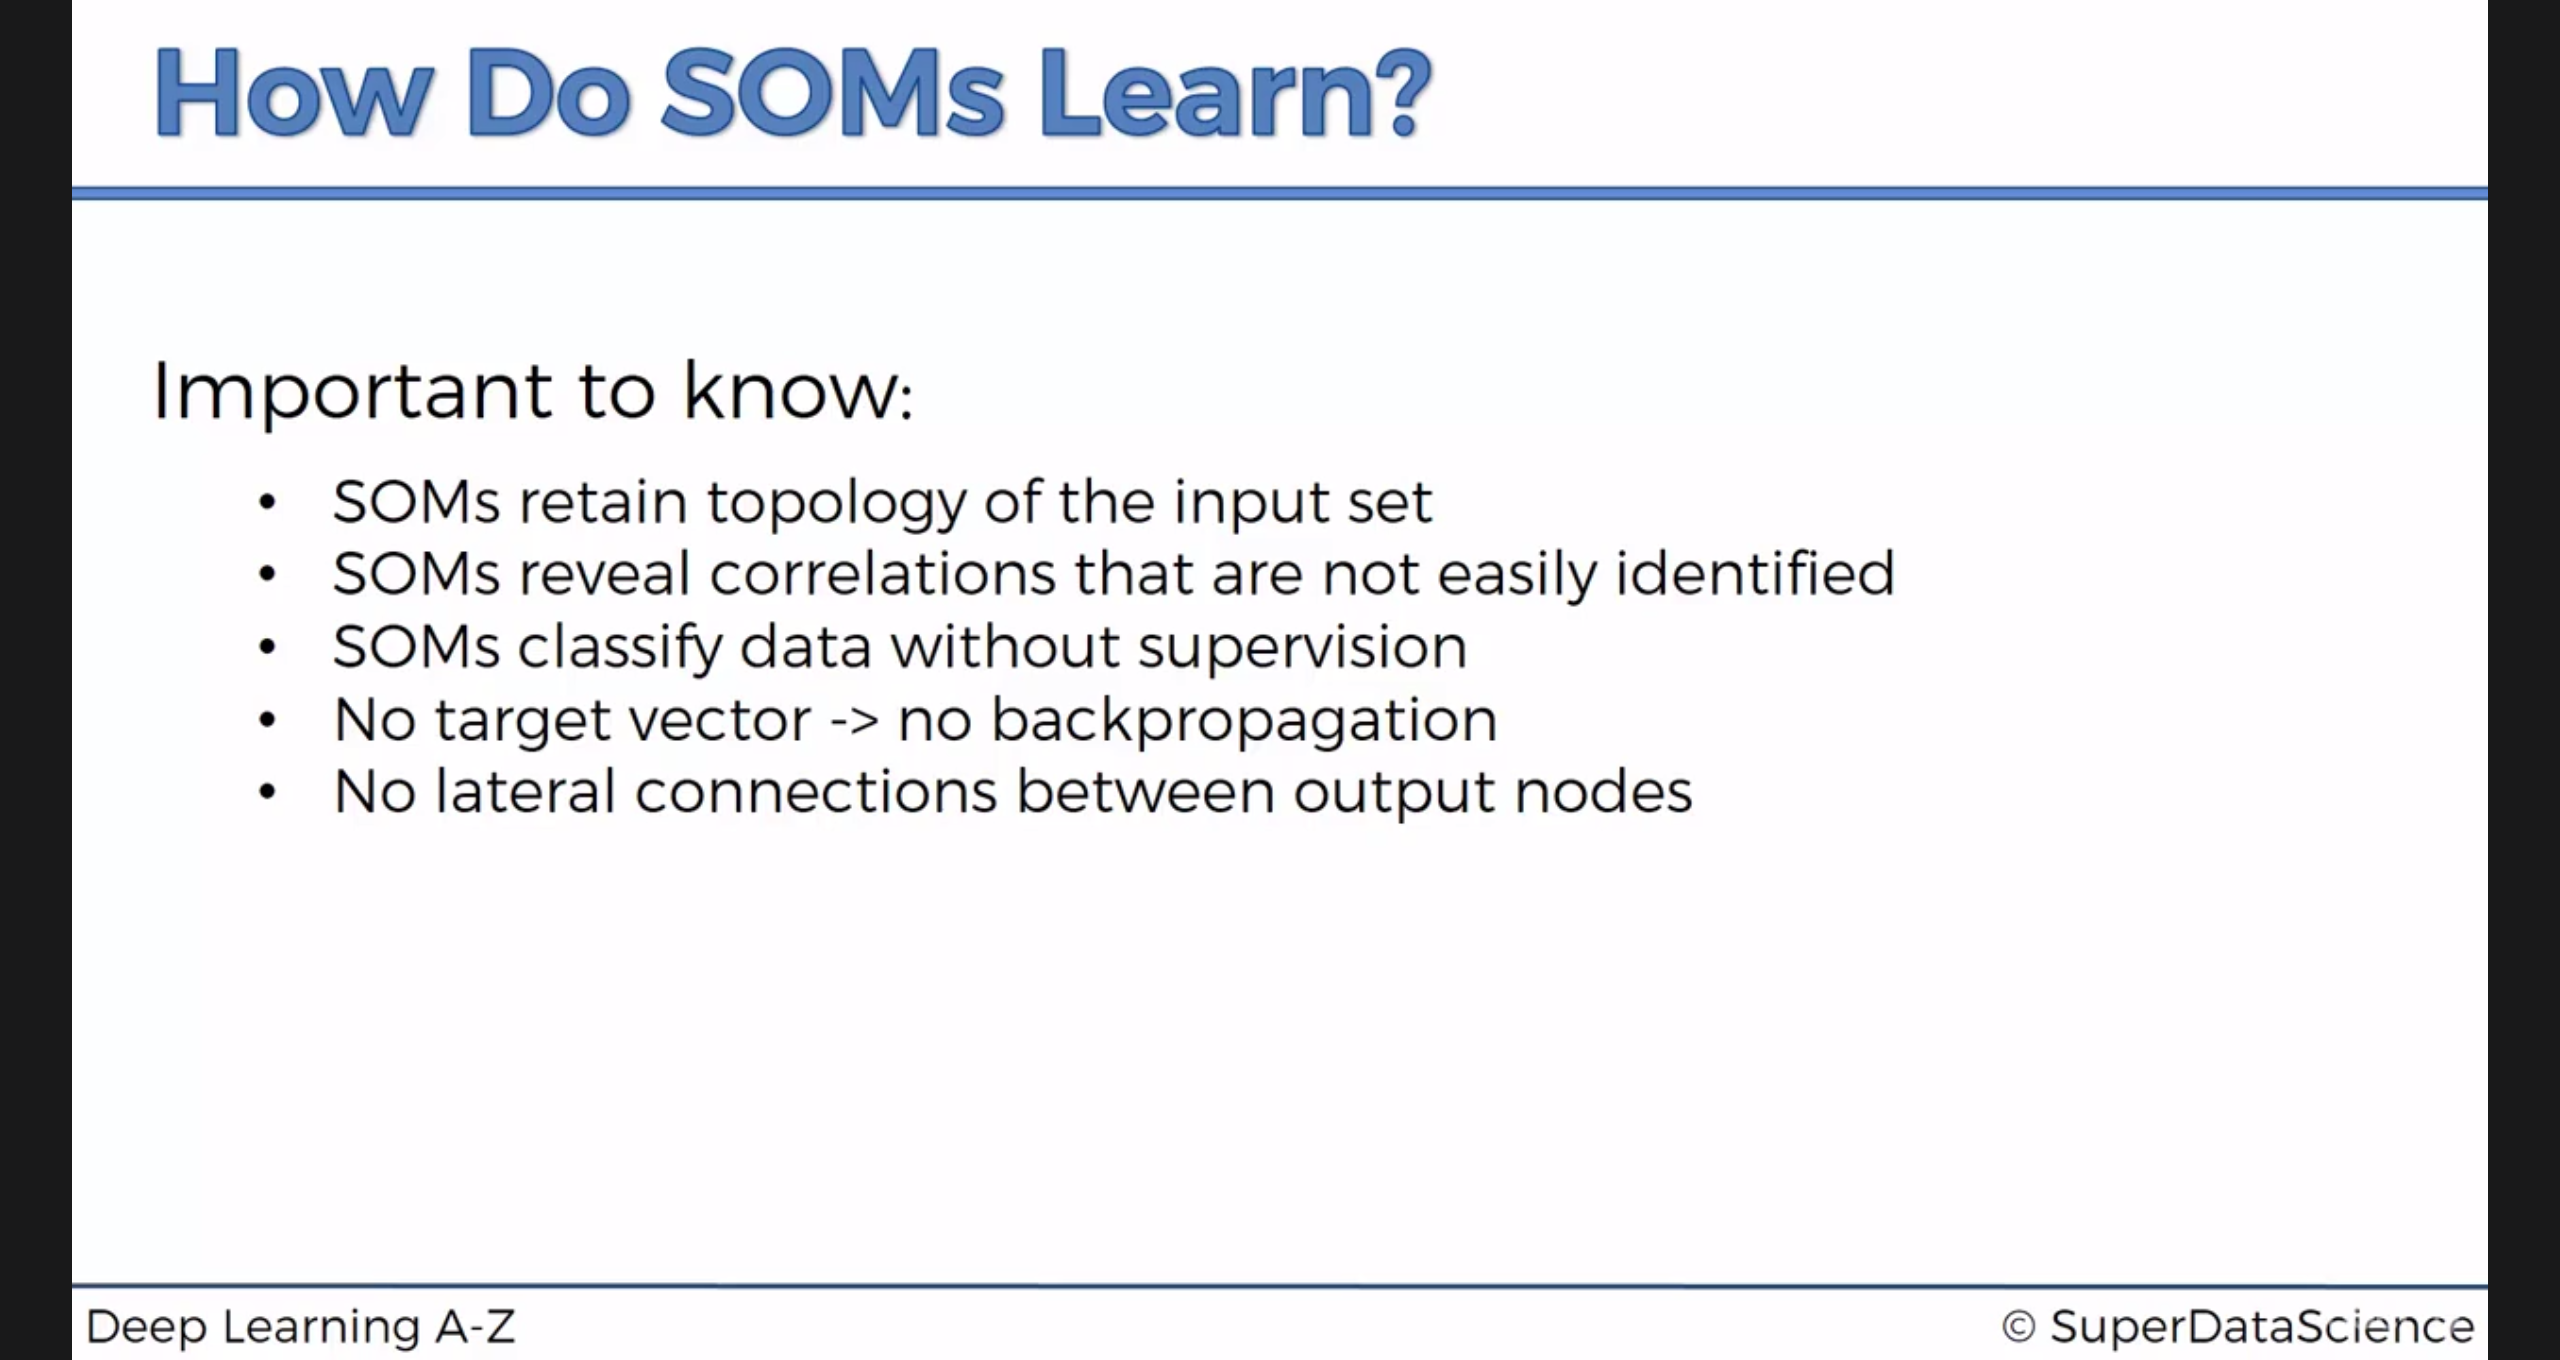 How Do SOMs Learn?
Important to know:
• SOMs retain topology of the input set
• SOMs reveal correlations that are not easily identified
• SOMs classify data without supervision
• No target vector -> no backpropagation
• No lateral connections between output nodes
Deep Learning A-Z
© SuperDataScience